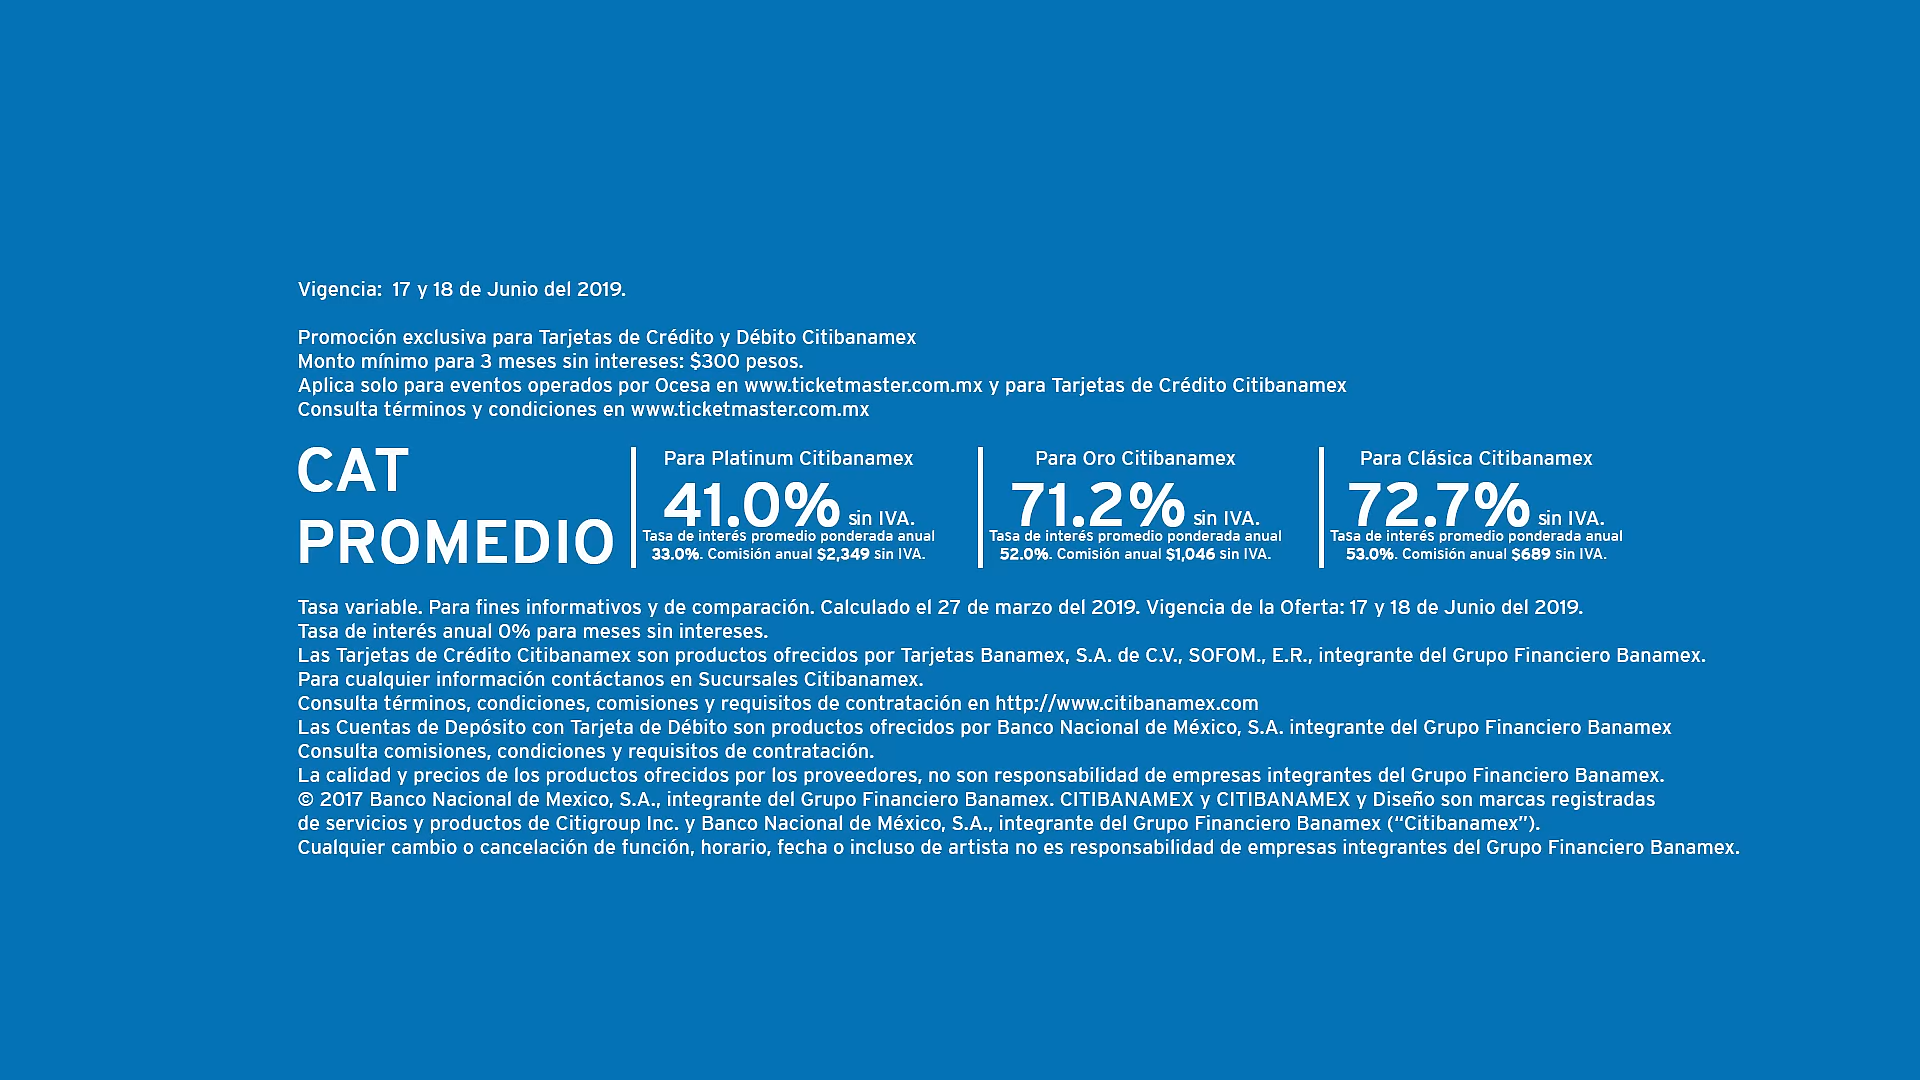 Vigencia: 17 y 18 de Junio del 2019.
Promoción exclusiva para Tarjetas de Crédito y Débito Citibanamex
Monto mínimo para 3 meses sin intereses: $300 pesos.
Aplica solo para eventos operados por Ocesa en www.ticketmaster.com.mx y para Tarjetas de Crédito Citibanamex
Consulta términos y condiciones en www.ticketmaster.com.mx
CAT
PROMEDIO
Para Platinum Citibanamex
41.0% sin IVA.
Tasa de interés promedio ponderada anual
33.0%. Comisión anual $2,349 sin IVA.
Para Oro Citibanamex
71.2% sin IVA.
Tasa de interés promedio ponderada anual
52.0%. Comisión anual $1,046 sin IVA.
Para Clásica Citibanamex
72.7% sin IVA.
Tasa de interés promedio ponderada anual
53.0%. Comisión anual $689 sin IVA.
Tasa variable. Para fines informativos y de comparación. Calculado el 27 de marzo del 2019. Vigencia de la Oferta: 17 y 18 de Junio del 2019.
Tasa de interés anual 0% para meses sin intereses.
Las Tarjetas de Crédito Citibanamex son productos ofrecidos por Tarjetas Banamex, S.A. de C.V., SOFOM., E.R., integrante del Grupo Financiero Banamex.
Para cualquier información contáctanos en Sucursales Citibanamex.
Consulta términos, condiciones, comisiones y requisitos de contratación en http://www.citibanamex.com
Las Cuentas de Depósito con Tarjeta de Débito son productos ofrecidos por Banco Nacional de México, S.A. integrante del Grupo Financiero Banamex
Consulta comisiones, condiciones y requisitos de contratación.
La calidad y precios de los productos ofrecidos por los proveedores, no son responsabilidad de empresas integrantes del Grupo Financiero Banamex.
© 2017 Banco Nacional de Mexico, S.A., integrante del Grupo Financiero Banamex. CITIBANAMEX y CITIBANAMEX y Diseño son marcas registradas
de servicios y productos de Citigroup Inc. y Banco Nacional de México, S.A., integrante del Grupo Financiero Banamex (“Citibanamex”).
Cualquier cambio o cancelación de función, horario, fecha o incluso de artista no es responsabilidad de empresas integrantes del Grupo Financiero Banamex.